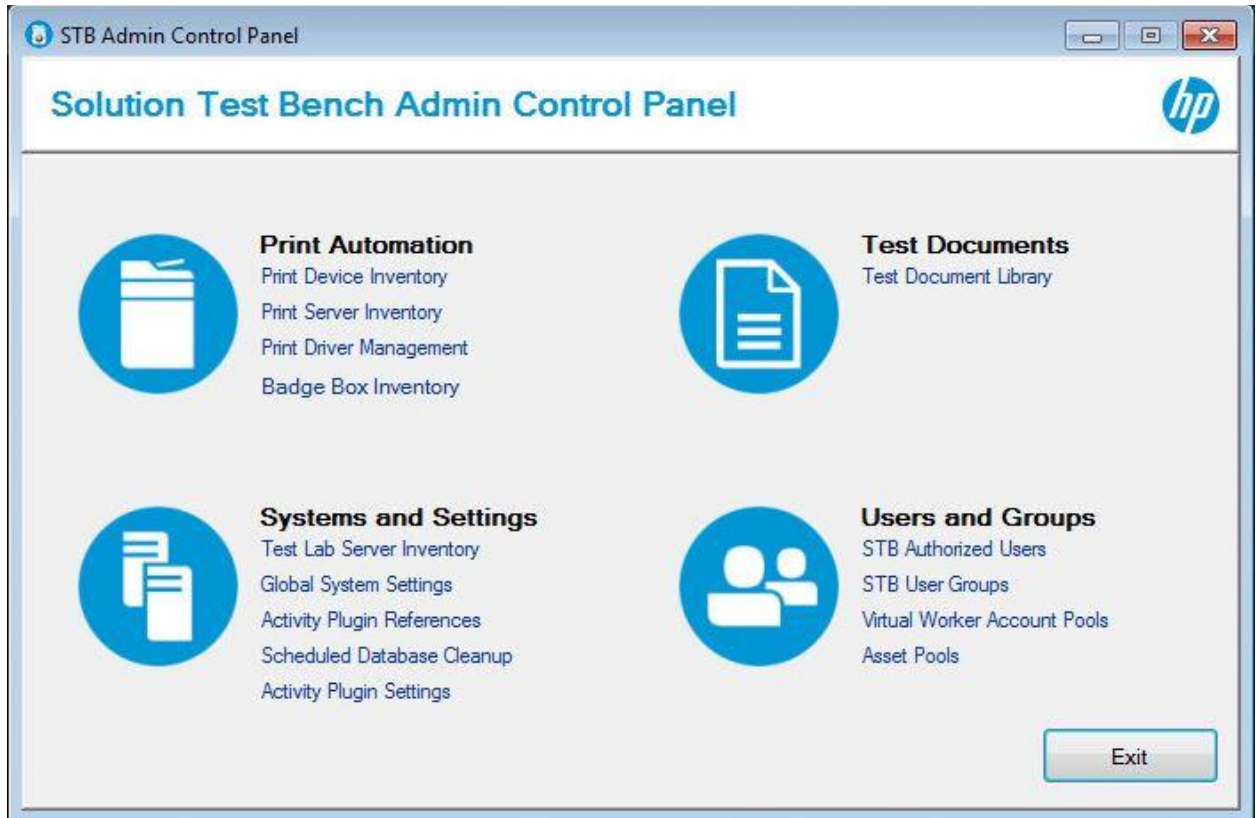 STB Admin Control Panel
Solution Test Bench Admin Control Panel
hp
Print Automation
Print Device Inventory
Print Server Inventory
Print Driver Management
Badge Box Inventory
Test Documents
Test Document Library
Systems and Settings
Test Lab Server Inventory
Global System Settings
Activity Plugin References
Scheduled Database Cleanup
Activity Plugin Settings
Users and Groups
STB Authorized Users
STB User Groups
Virtual Worker Account Pools
Asset Pools
Exit